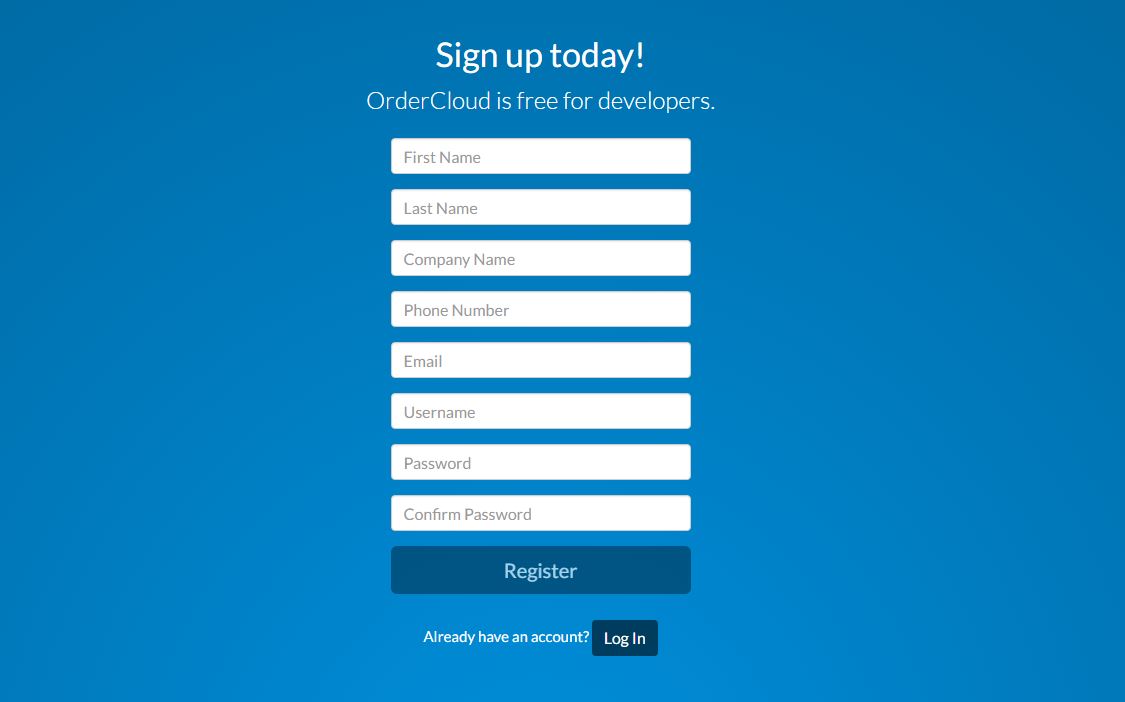 Sign up today!
OrderCloud is free for developers.
First Name
Last Name
Company Name
Phone Number
Email
Username
Password
Confirm Password
Register
Already have an account? Log In